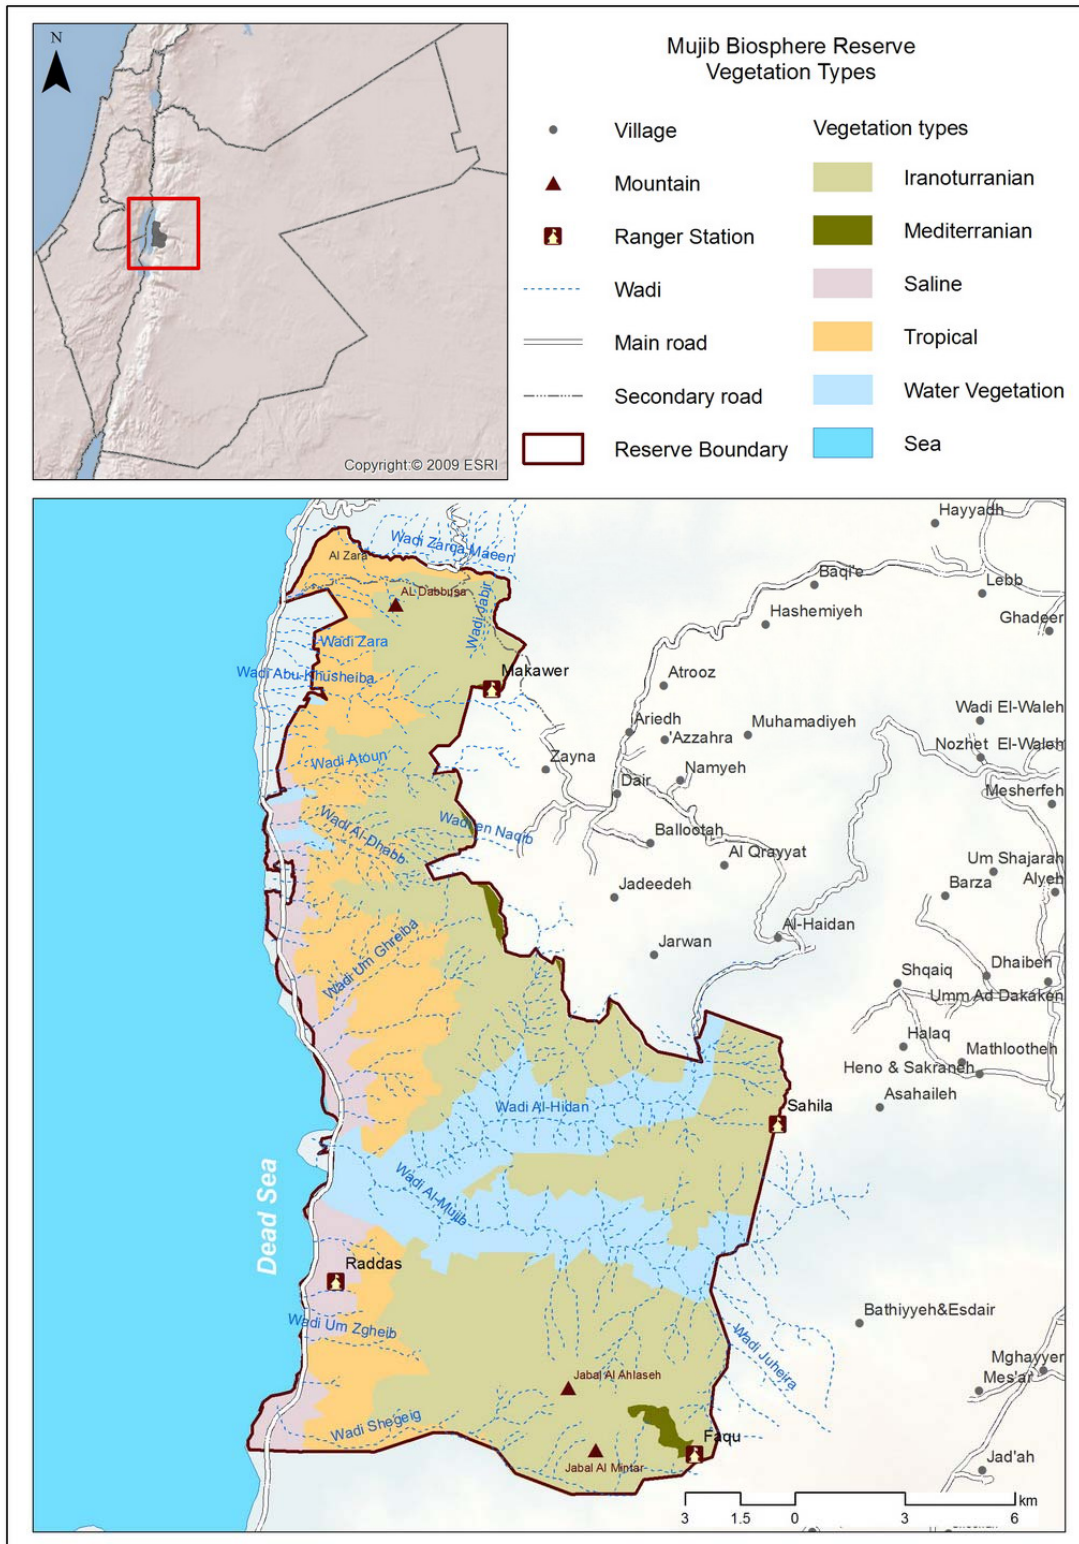 N
Copyright:© 2009 ESRI
Mujib Biosphere Reserve
Vegetation Types
Village
Mountain
Ranger Station
Wadi
Main road
Secondary road
Reserve Boundary
Vegetation types
Iranoturranian
Mediterranian
Saline
Tropical
Water Vegetation
Sea
Hayyadh
Wadi Zarqa Maeen
Al Zara
Baqi'e
Lebb
AL Dabbusa
Wadi Jabjr
Hashemiyeh
Ghadeer
Wadi Zara
Wadi Abu-Khusheiba
Makawer
Atrooz
Wadi El-Waleh
Ariedh
'Azzahra
Muhamadiyeh
Nozhet El-Waleh
Wadi Atoun
Zayna
Namyeh
Dair
Mesherfeh
Wadi Al-Dhabb
Wadi en Naqib
Ballootah
Al Qrayyat
Um Shajarah
Jadeedeh
Barza
Alyeh
Al-Haidan
Wadi Um Ghreiba
Jarwan
Shqaiq
Dhaibeh
Umm Ad Dakaken
Halaq
Mathlootheh
Heno & Sakraneh
Wadi Al-Hidan
Sahila
Asahaileh
Wadi Al-Mujib
Dead Sea
Raddas
Wadi Um Zgheib
Bathiyyeh&Esdair
Wadi Juheira
Jabal Al Ahlaseh
Mghayyer
Mes'ar
Wadi Shegeig
Faqu
Jabal Al Mintar
Jad'ah
km
3 1.5 0 3 6